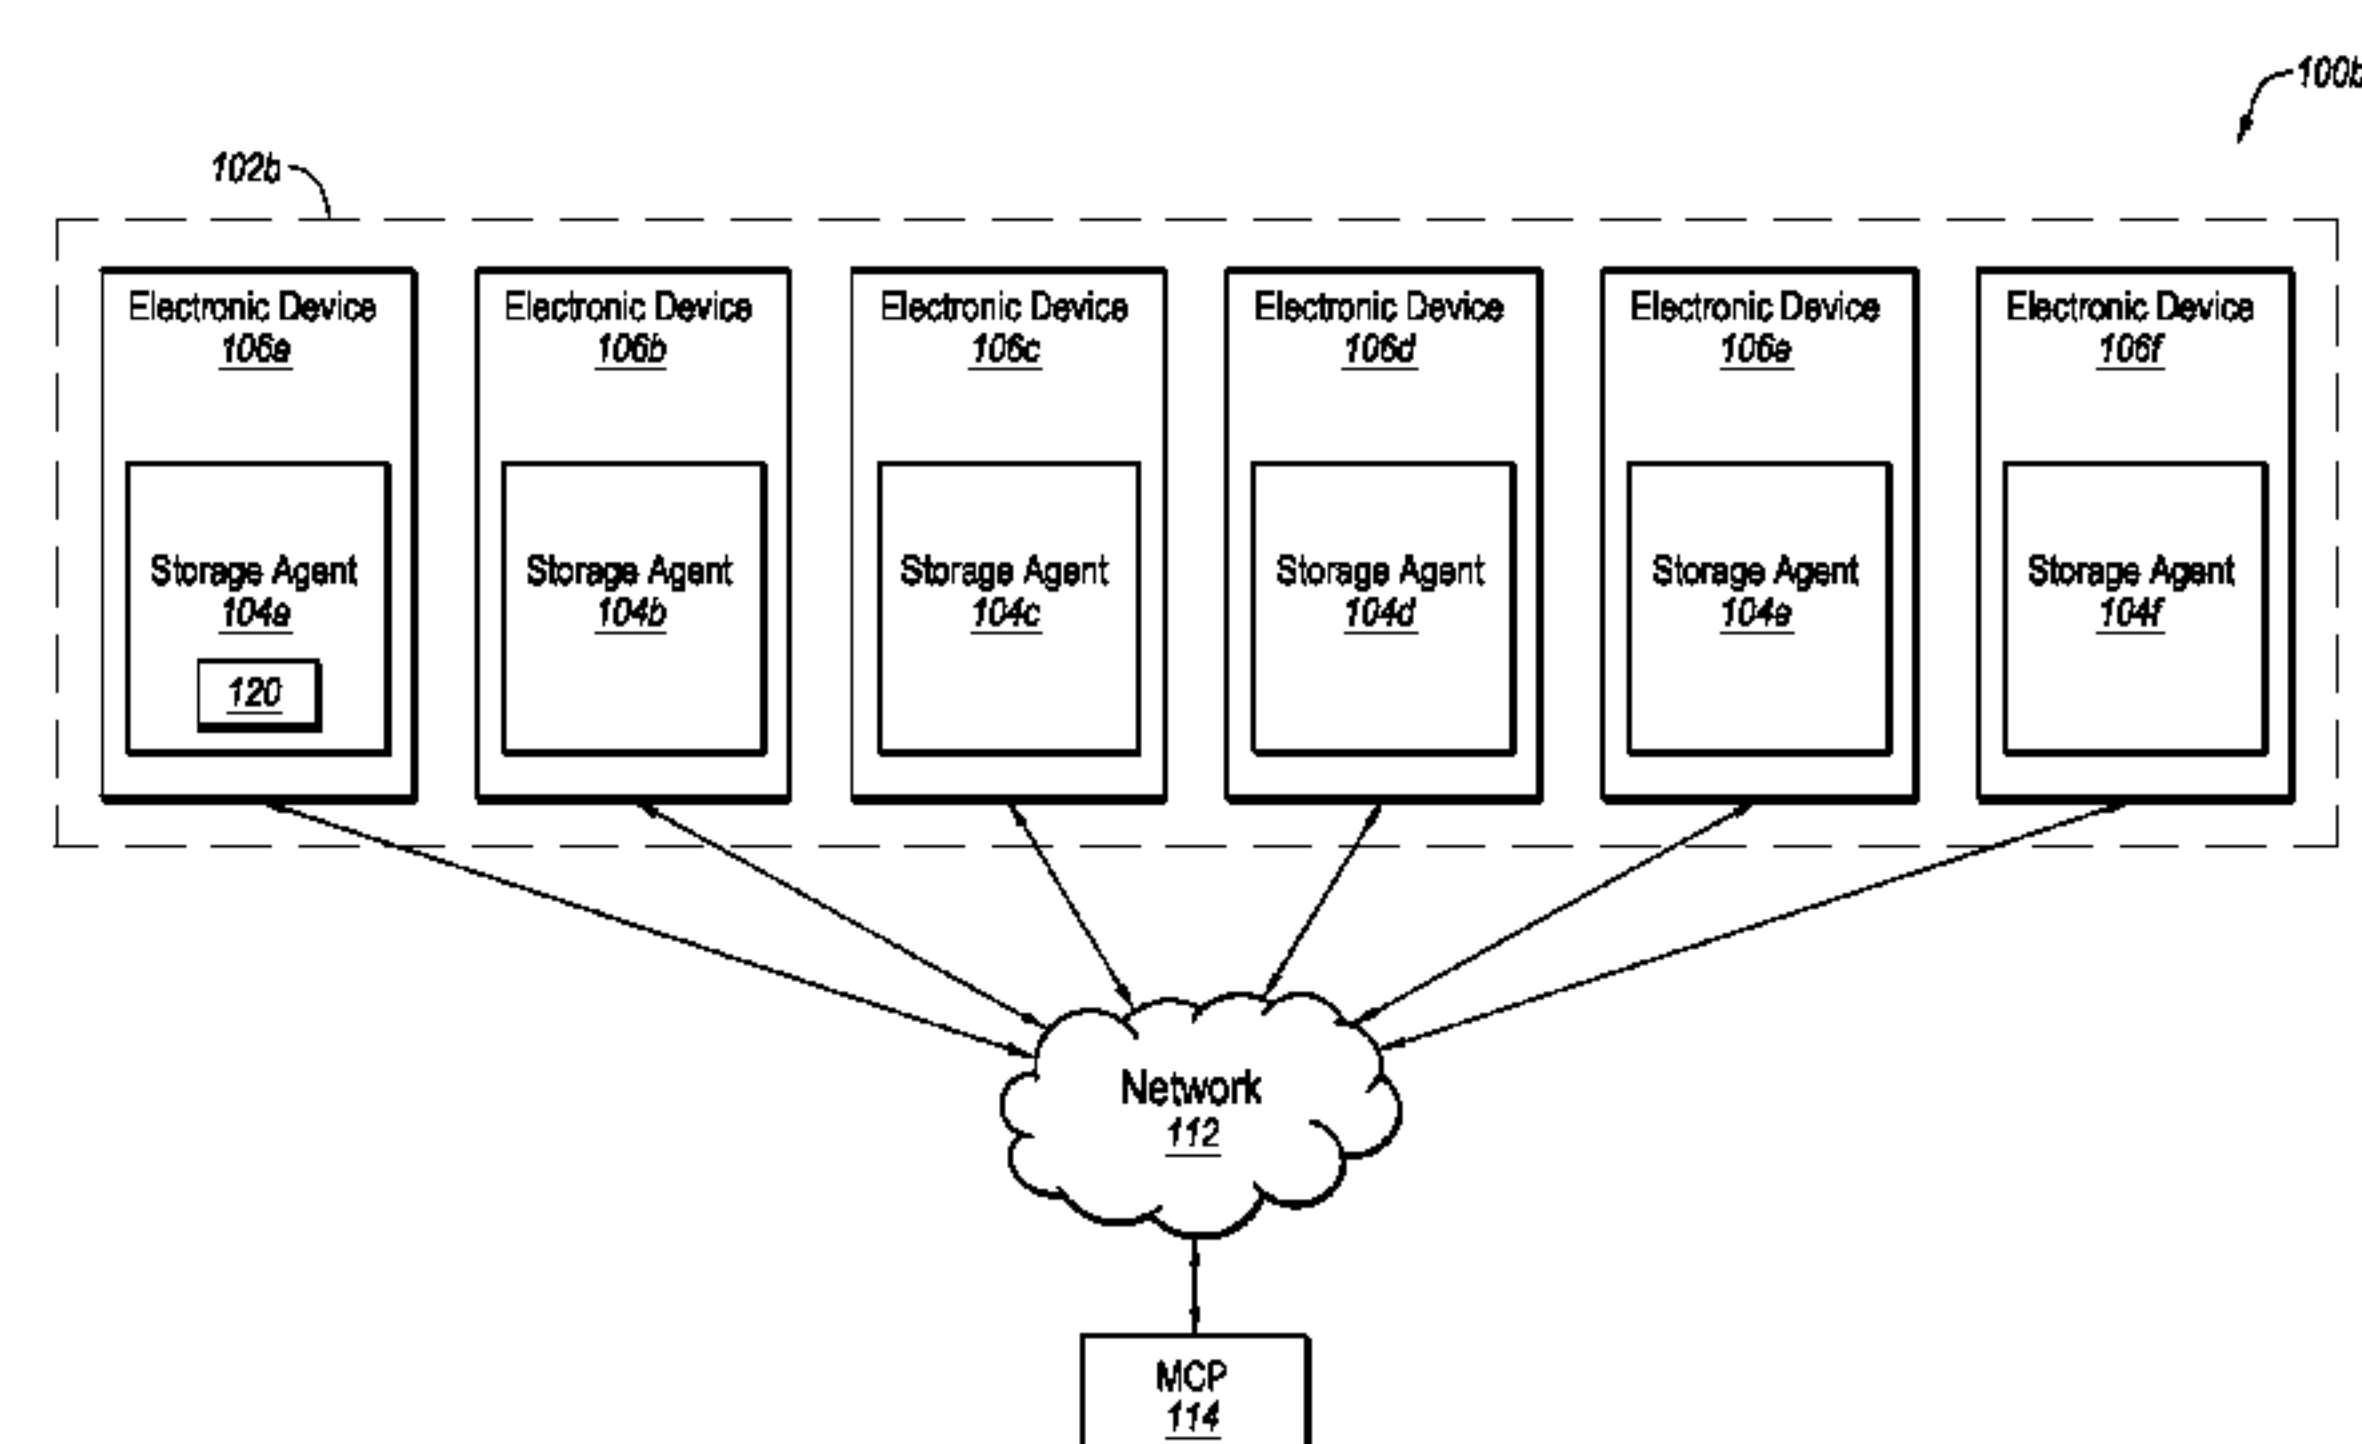 100b
102b
Electronic Device Electronic Device Electronic Device Electronic Device Electronic Device Electronic Device
106a 106b 106c 106d 106e 106f
Storage Agent Storage Agent Storage Agent Storage Agent Storage Agent Storage Agent
104a 104b 104c 104d 104e 104f
120
Network
112
MCP
114